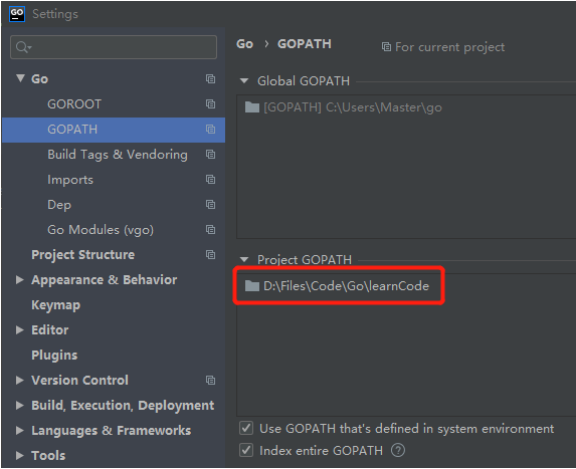 GO Settings
Go › GOPATH For current project
Go
GOROOT
GOPATH
Build Tags & Vendoring
Imports
Dep
Go Modules (vgo)
Project Structure
Appearance & Behavior
Keymap
Editor
Plugins
Version Control
Build, Execution, Deployment
Languages & Frameworks
Tools
Global GOPATH
[GOPATH] C:\Users\Master\go
Project GOPATH
D:\Files\Code\Go\learnCode
Use GOPATH that's defined in system environment
Index entire GOPATH ?